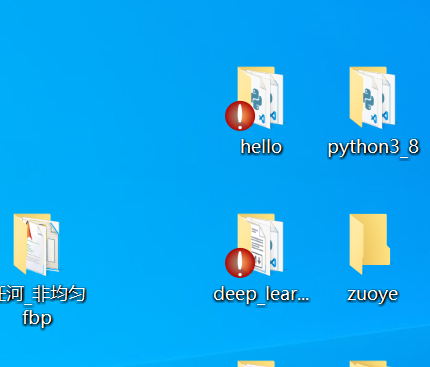 hello
python3_8
河_非均匀
fbp
deep_lear...
zuoye